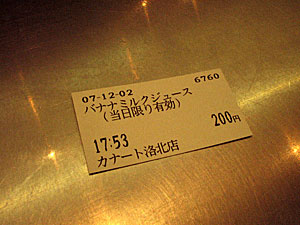 07-12-02 6760
バナナミルクジュース
(当日限り有効)
17:53 200円
カナート洛北店